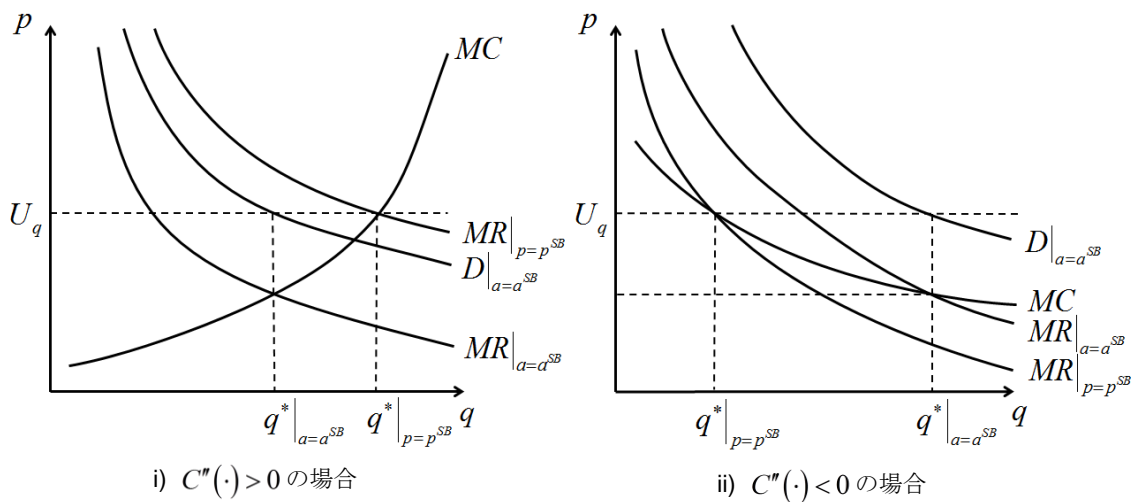 p
MC
U_q
MR|_{p=p^{SB}}
D|_{a=a^{SB}}
MR|_{a=a^{SB}}
q^*|_{a=a^{SB}} q^*|_{p=p^{SB}} q
i) C''(·) > 0 の場合
p
U_q
D|_{a=a^{SB}}
MC
MR|_{a=a^{SB}}
MR|_{p=p^{SB}}
q^*|_{p=p^{SB}} q^*|_{a=a^{SB}} q
ii) C''(·) < 0 の場合